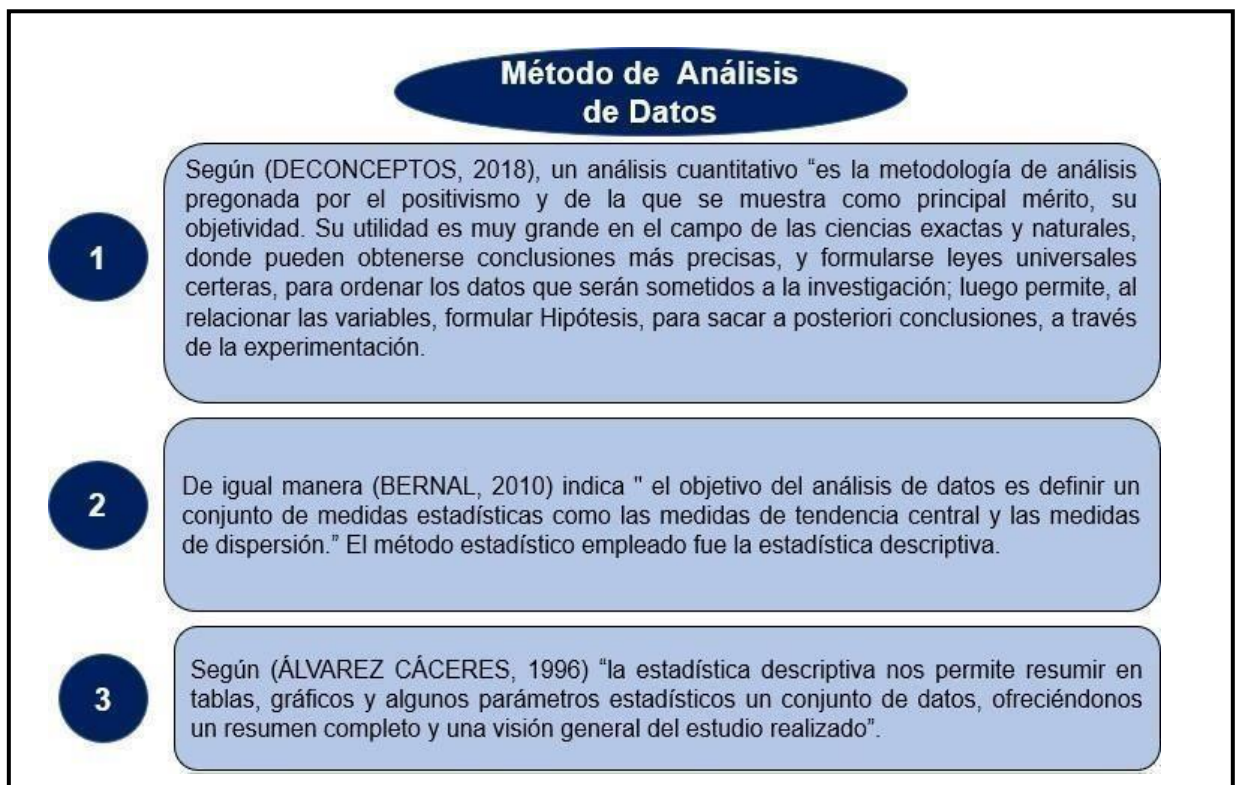 Método de Análisis
de Datos
1
Según (DECONCEPTOS, 2018), un análisis cuantitativo “es la metodología de análisis
pregonada por el positivismo y de la que se muestra como principal mérito, su
objetividad. Su utilidad es muy grande en el campo de las ciencias exactas y naturales,
donde pueden obtenerse conclusiones más precisas, y formularse leyes universales
certeras, para ordenar los datos que serán sometidos a la investigación; luego permite, al
relacionar las variables, formular Hipótesis, para sacar a posteriori conclusiones, a través
de la experimentación.
2
De igual manera (BERNAL, 2010) indica " el objetivo del análisis de datos es definir un
conjunto de medidas estadísticas como las medidas de tendencia central y las medidas
de dispersión.” El método estadístico empleado fue la estadística descriptiva.
3
Según (ÁLVAREZ CÁCERES, 1996) “la estadística descriptiva nos permite resumir en
tablas, gráficos y algunos parámetros estadísticos un conjunto de datos, ofreciéndonos
un resumen completo y una visión general del estudio realizado”.